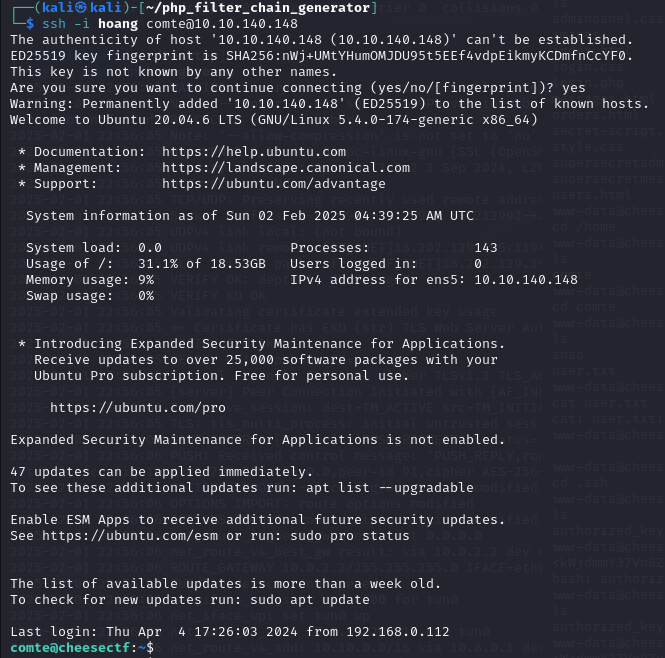 ┌──(kali㉿kali)-[~/php_filter_chain_generator]
└─$ ssh -i hoang comte@10.10.140.148
The authenticity of host '10.10.140.148 (10.10.140.148)' can't be established.
ED25519 key fingerprint is SHA256:nWj+UMtYHumOMJDU95t5EEf4vdpEikmyKCDmfnCcYF0.
This key is not known by any other names.
Are you sure you want to continue connecting (yes/no/[fingerprint])? yes
Warning: Permanently added '10.10.140.148' (ED25519) to the list of known hosts.
Welcome to Ubuntu 20.04.6 LTS (GNU/Linux 5.4.0-174-generic x86_64)
* Documentation: https://help.ubuntu.com
* Management: https://landscape.canonical.com
* Support: https://ubuntu.com/advantage
System information as of Sun 02 Feb 2025 04:39:25 AM UTC
System load: 0.0 Processes: 143
Usage of /: 31.1% of 18.53GB Users logged in: 0
Memory usage: 9% IPv4 address for ens5: 10.10.140.148
Swap usage: 0%
* Introducing Expanded Security Maintenance for Applications.
Receive updates to over 25,000 software packages with your
Ubuntu Pro subscription. Free for personal use.
https://ubuntu.com/pro
Expanded Security Maintenance for Applications is not enabled.
47 updates can be applied immediately.
To see these additional updates run: apt list --upgradable
Enable ESM Apps to receive additional future security updates.
See https://ubuntu.com/esm or run: sudo pro status
The list of available updates is more than a week old.
To check for new updates run: sudo apt update
Last login: Thu Apr 4 17:26:03 2024 from 192.168.0.112
comte@cheesectf:~$